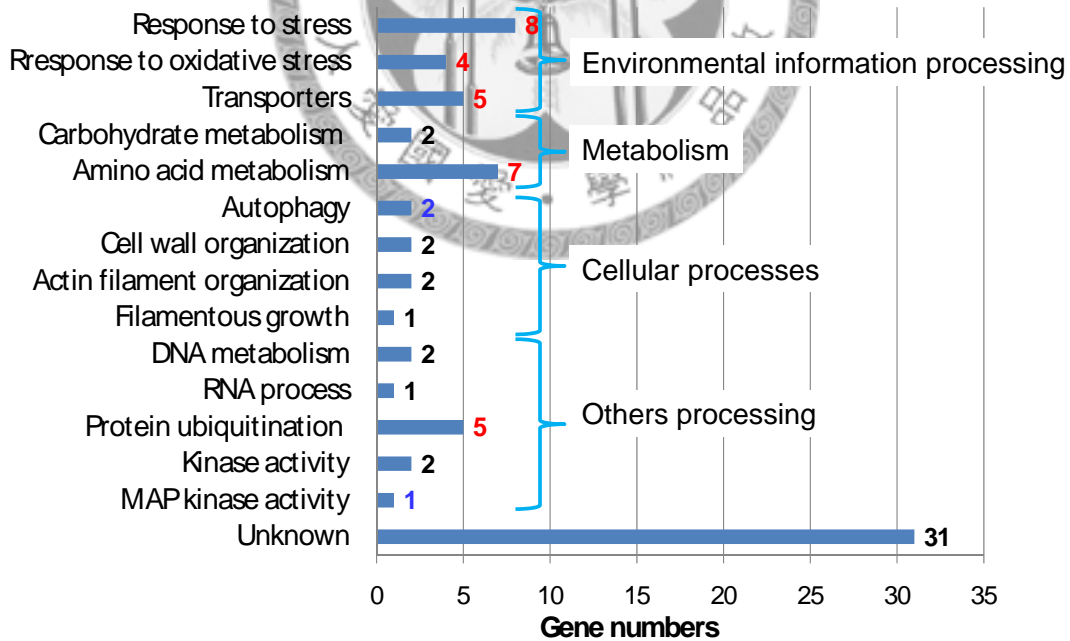 Response to stress 8
Rresponse to oxidative stress 4
Transporters 5
Environmental information processing
Carbohydrate metabolism 2
Amino acid metabolism 7
Metabolism
Autophagy 2
Cell wall organization 2
Actin filament organization 2
Filamentous growth 1
Cellular processes
DNA metabolism 2
RNA process 1
Protein ubiquitination 5
Kinase activity 2
MAP kinase activity 1
Others processing
Unknown 31
0 5 10 15 20 25 30 35
Gene numbers